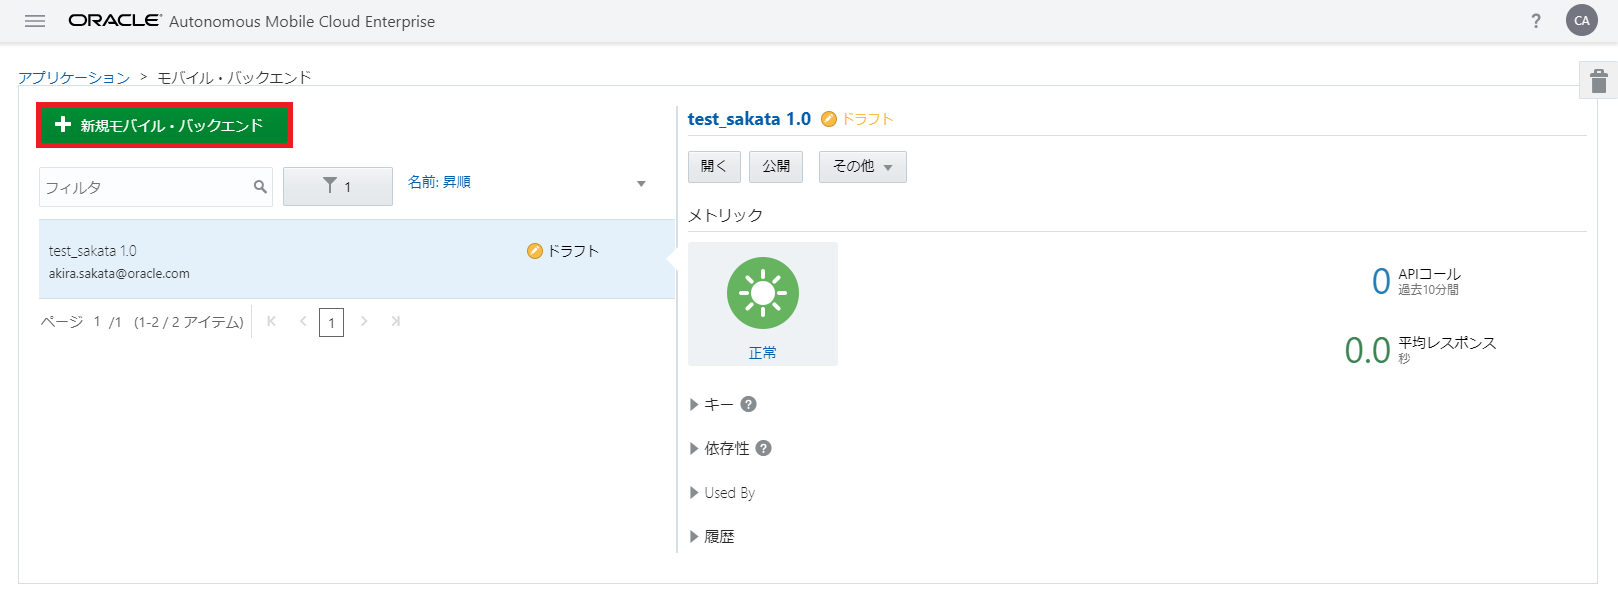 ORACLE Autonomous Mobile Cloud Enterprise
? CA
アプリケーション > モバイル・バックエンド
+ 新規モバイル・バックエンド
フィルタ
1
名前: 昇順
test_sakata 1.0
ドラフト
akira.sakata@oracle.com
ページ 1 /1 (1-2 / 2 アイテム)
1
test_sakata 1.0 ドラフト
開く 公開 その他
メトリック
正常
0 APIコール
過去10分間
0.0 平均レスポンス
秒
キー ?
依存性 ?
Used By
履歴